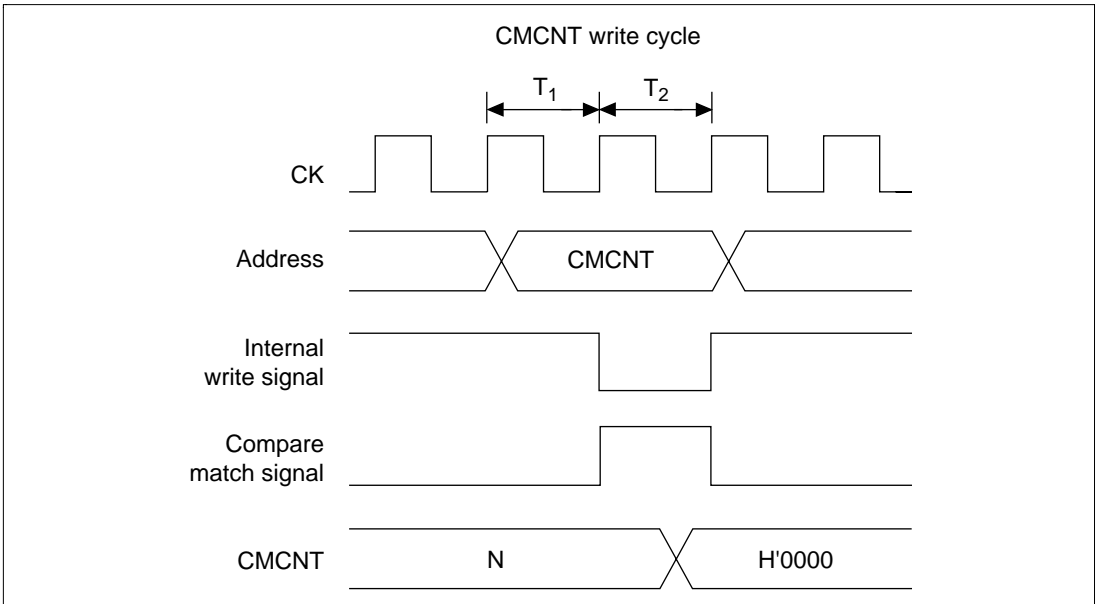 CMCNT write cycle
T1 T2
CK
Address CMCNT
Internal
write signal
Compare
match signal
CMCNT N H'0000